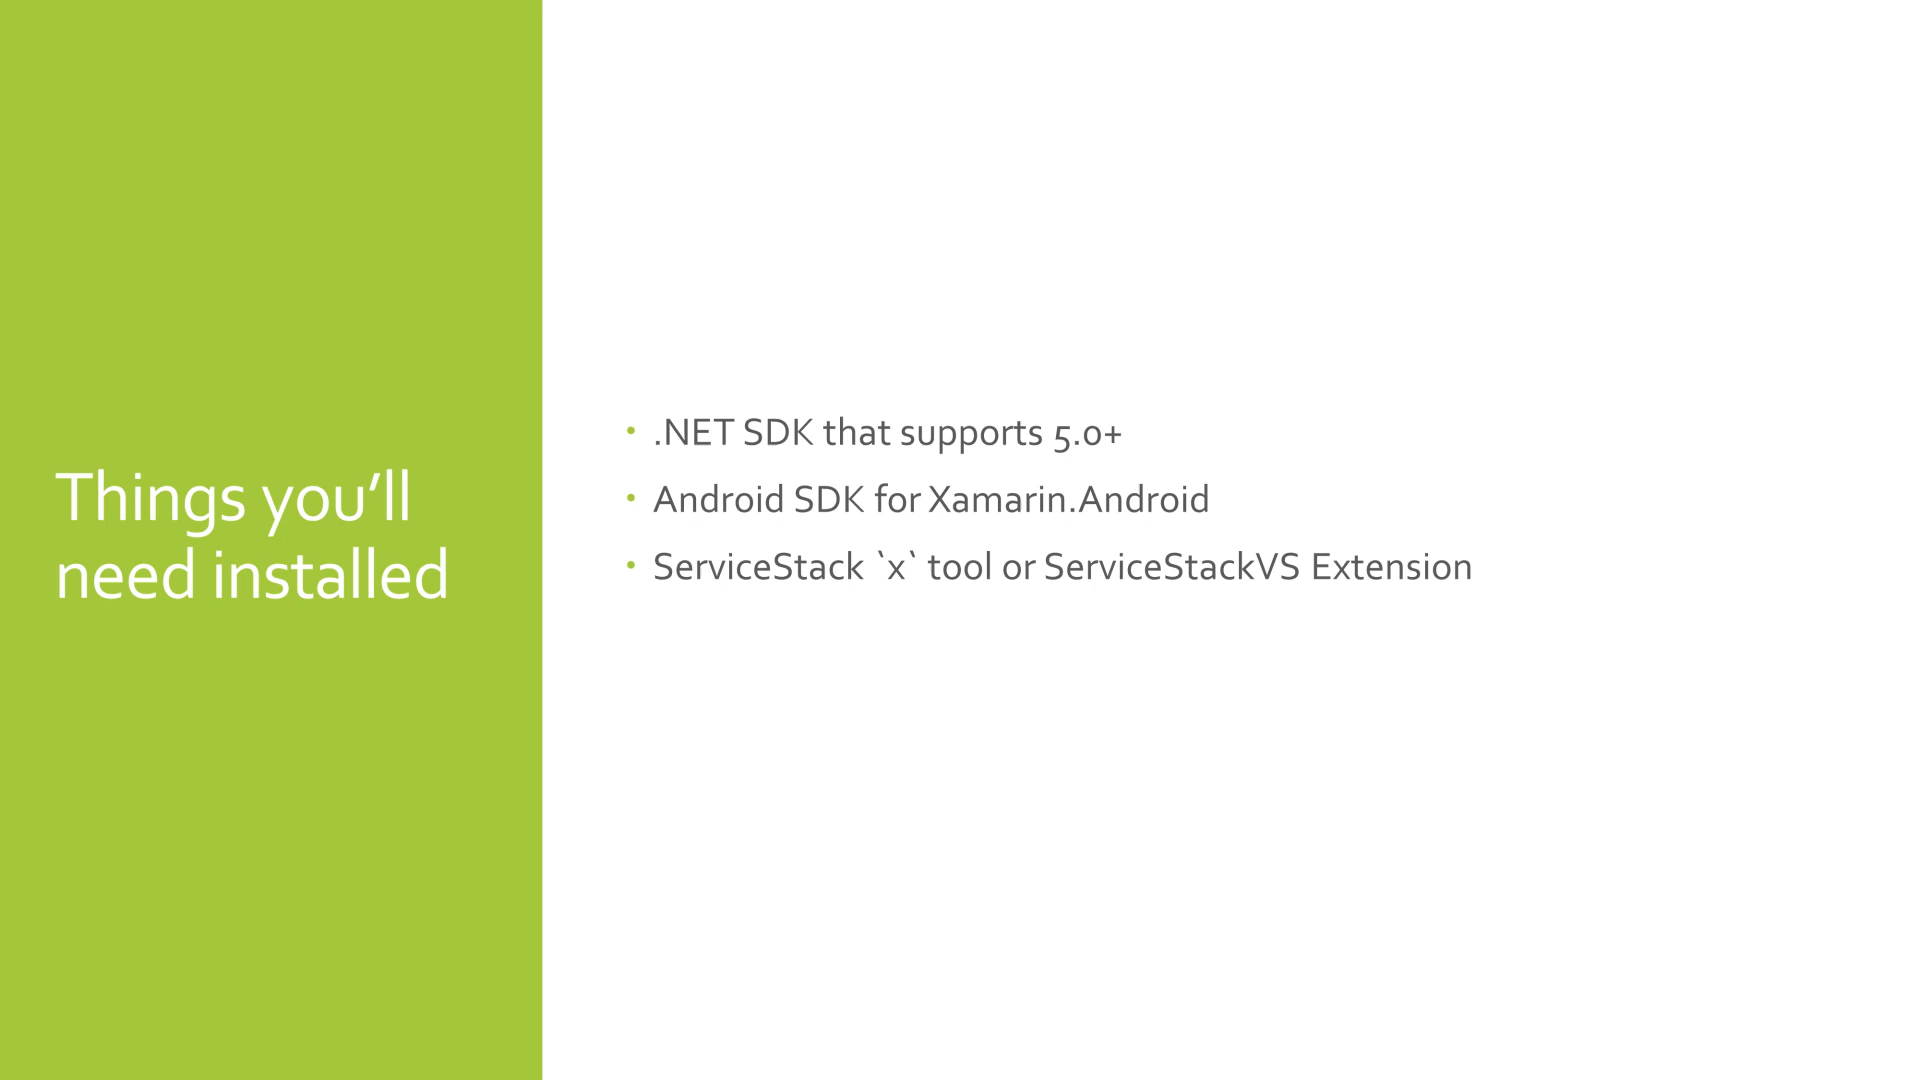 Things you’ll
need installed
• .NET SDK that supports 5.0+
• Android SDK for Xamarin.Android
• ServiceStack `x` tool or ServiceStackVS Extension